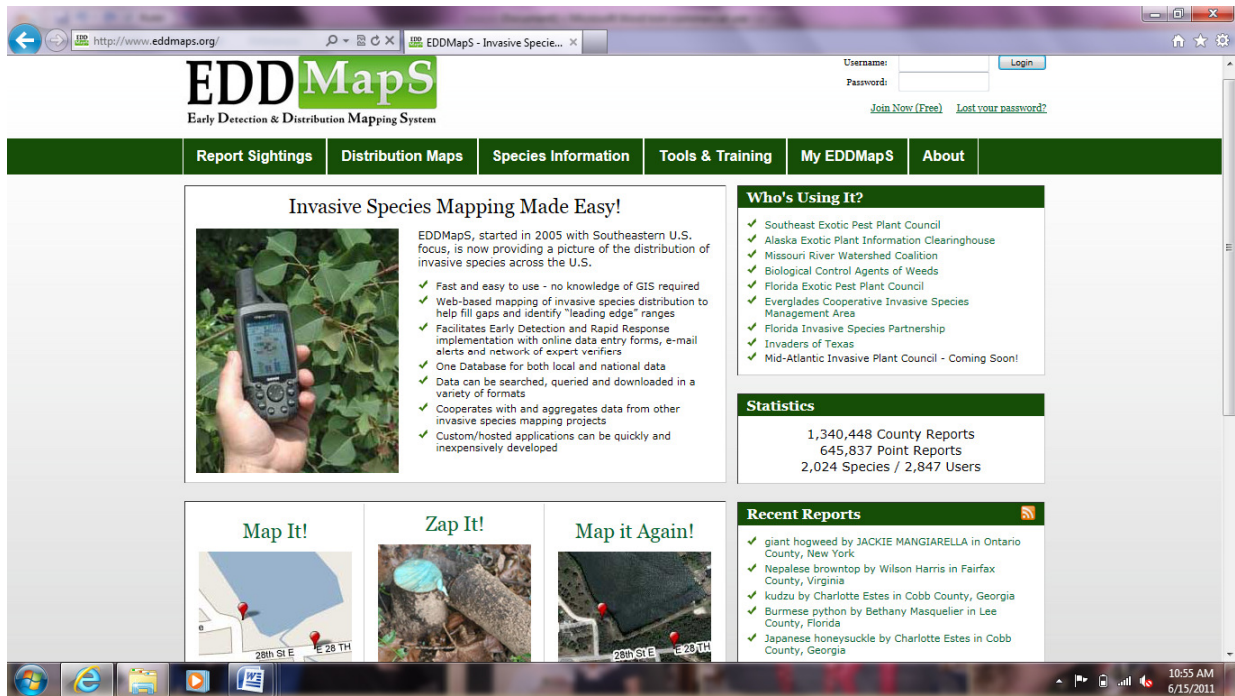 http://www.eddmaps.org/
EDDMapS - Invasive Specie...
EDDMapS
Early Detection & Distribution Mapping System
Username:
Login
Password:
Join Now (Free) Lost your password?
Report Sightings Distribution Maps Species Information Tools & Training My EDDMapS About
Invasive Species Mapping Made Easy!
EDDMapS, started in 2005 with Southeastern U.S.
focus, is now providing a picture of the distribution of
invasive species across the U.S.
Fast and easy to use - no knowledge of GIS required
Web-based mapping of invasive species distribution to
help fill gaps and identify "leading edge" ranges
Facilitates Early Detection and Rapid Response
implementation with online data entry forms, e-mail
alerts and network of expert verifiers
One Database for both local and national data
Data can be searched, queried and downloaded in a
variety of formats
Cooperates with and aggregates data from other
invasive species mapping projects
Custom/hosted applications can be quickly and
inexpensively developed
Who's Using It?
Southeast Exotic Pest Plant Council
Alaska Exotic Plant Information Clearinghouse
Missouri River Watershed Coalition
Biological Control Agents of Weeds
Florida Exotic Pest Plant Council
Everglades Cooperative Invasive Species
Management Area
Florida Invasive Species Partnership
Invaders of Texas
Mid-Atlantic Invasive Plant Council - Coming Soon!
Statistics
1,340,448 County Reports
645,837 Point Reports
2,024 Species / 2,847 Users
Map It!
28th St E
E 28 TH
Zap It!
Map it Again!
28th St E
E 28 TH
Recent Reports
giant hogweed by JACKIE MANGIARELLA in Ontario
County, New York
Nepalese browntop by Wilson Harris in Fairfax
County, Virginia
kudzu by Charlotte Estes in Cobb County, Georgia
Burmese python by Bethany Masquelier in Lee
County, Florida
Japanese honeysuckle by Charlotte Estes in Cobb
County, Georgia
10:55 AM
6/15/2011